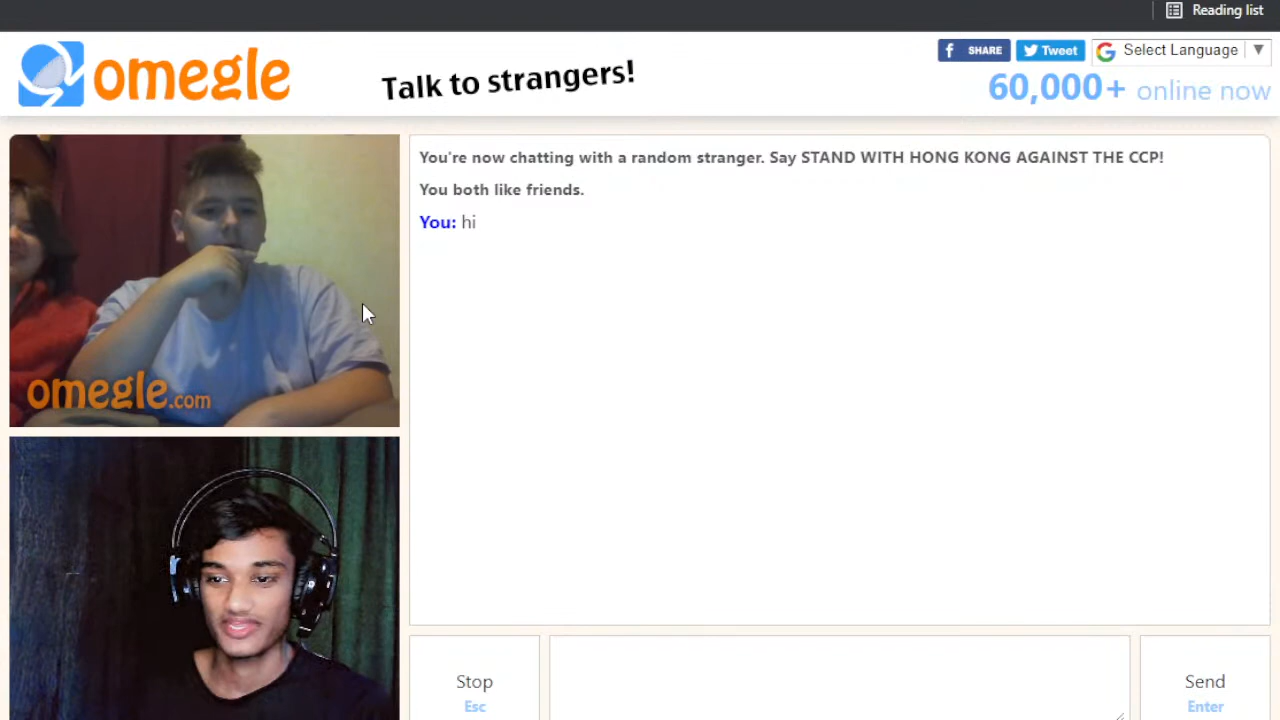 Reading list
omegle
Talk to strangers!
f SHARE
Tweet
G Select Language ▼
60,000+ online now
You're now chatting with a random stranger. Say STAND WITH HONG KONG AGAINST THE CCP!
You both like friends.
You: hi
omegle.com
Stop
Esc
Send
Enter